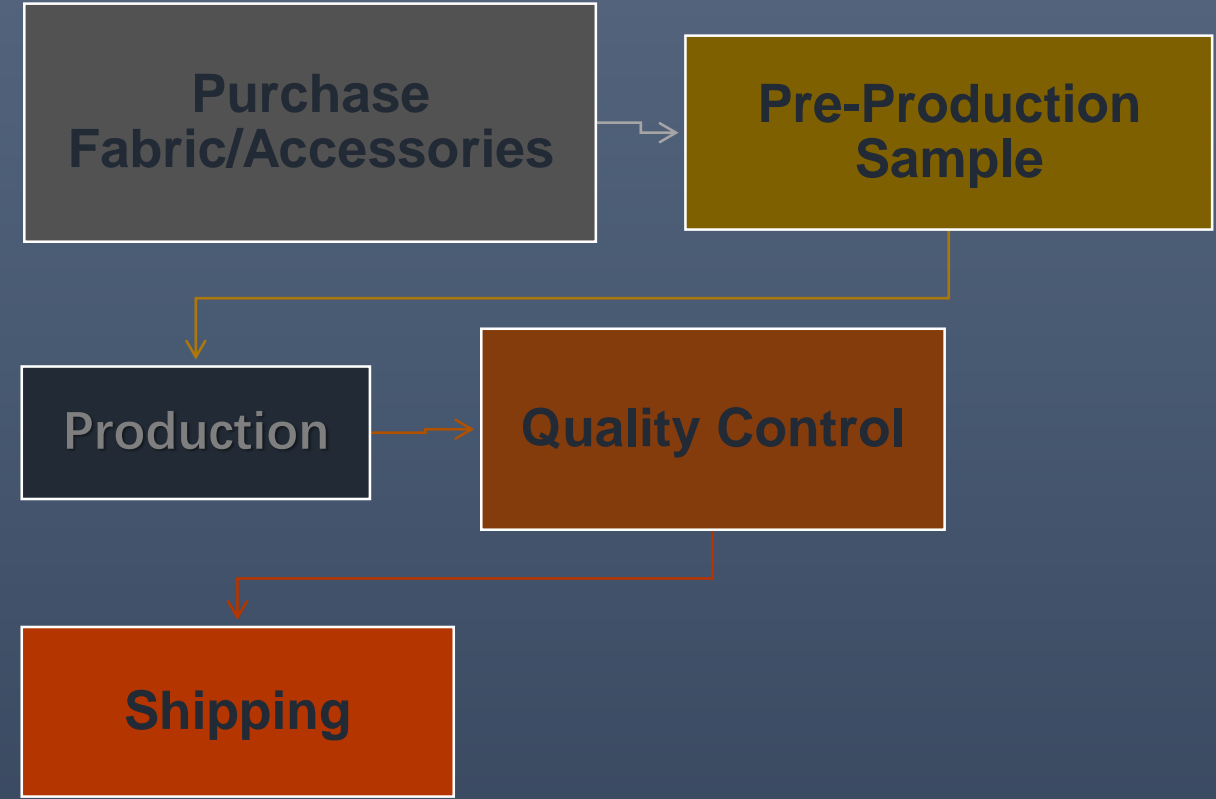 Purchase
Fabric/Accessories
Pre-Production
Sample
Production
Quality Control
Shipping